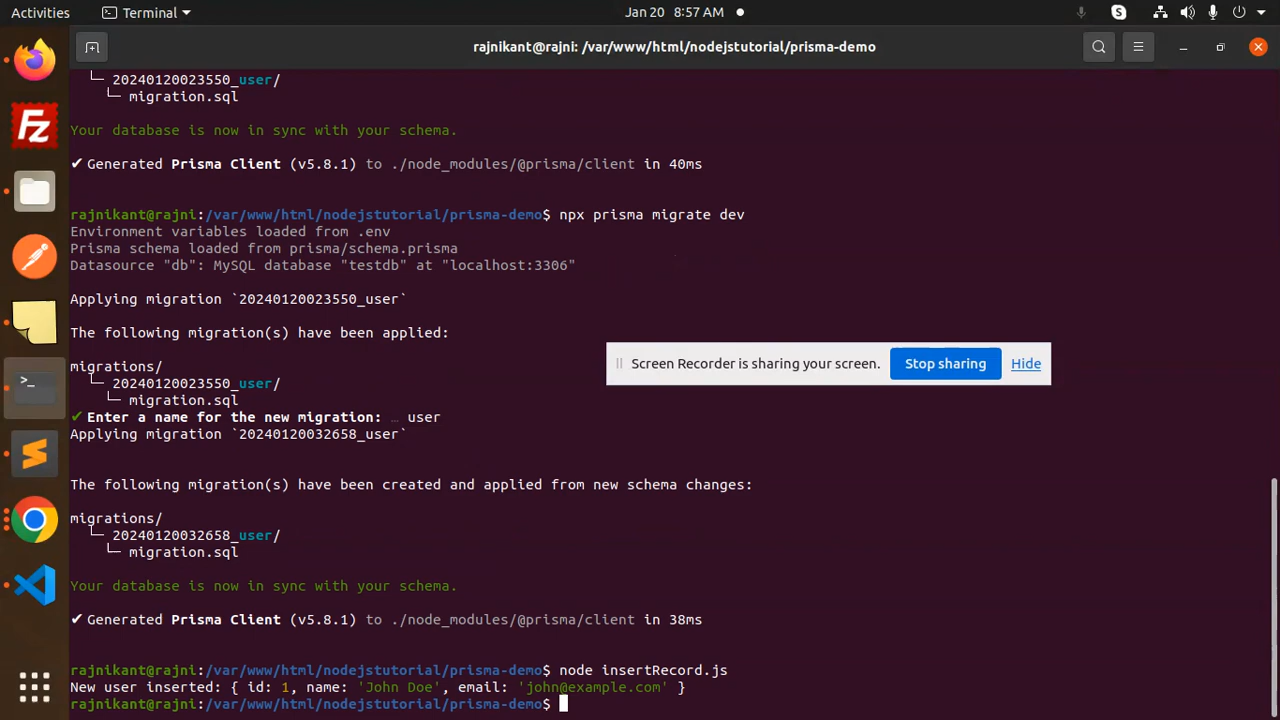 Activities
Terminal
Jan 20 8:57 AM
rajnikant@rajni: /var/www/html/nodejstutorial/prisma-demo
└─ 20240120023550_user/
└─ migration.sql
Your database is now in sync with your schema.
✔ Generated Prisma Client (v5.8.1) to ./node_modules/@prisma/client in 40ms
rajnikant@rajni:/var/www/html/nodejstutorial/prisma-demo$ npx prisma migrate dev
Environment variables loaded from .env
Prisma schema loaded from prisma/schema.prisma
Datasource "db": MySQL database "testdb" at "localhost:3306"
Applying migration `20240120023550_user`
The following migration(s) have been applied:
migrations/
└─ 20240120023550_user/
└─ migration.sql
Screen Recorder is sharing your screen.
Stop sharing
Hide
✔ Enter a name for the new migration: … user
Applying migration `20240120032658_user`
The following migration(s) have been created and applied from new schema changes:
migrations/
└─ 20240120032658_user/
└─ migration.sql
Your database is now in sync with your schema.
✔ Generated Prisma Client (v5.8.1) to ./node_modules/@prisma/client in 38ms
rajnikant@rajni:/var/www/html/nodejstutorial/prisma-demo$ node insertRecord.js
New user inserted: { id: 1, name: 'John Doe', email: 'john@example.com' }
rajnikant@rajni:/var/www/html/nodejstutorial/prisma-demo$